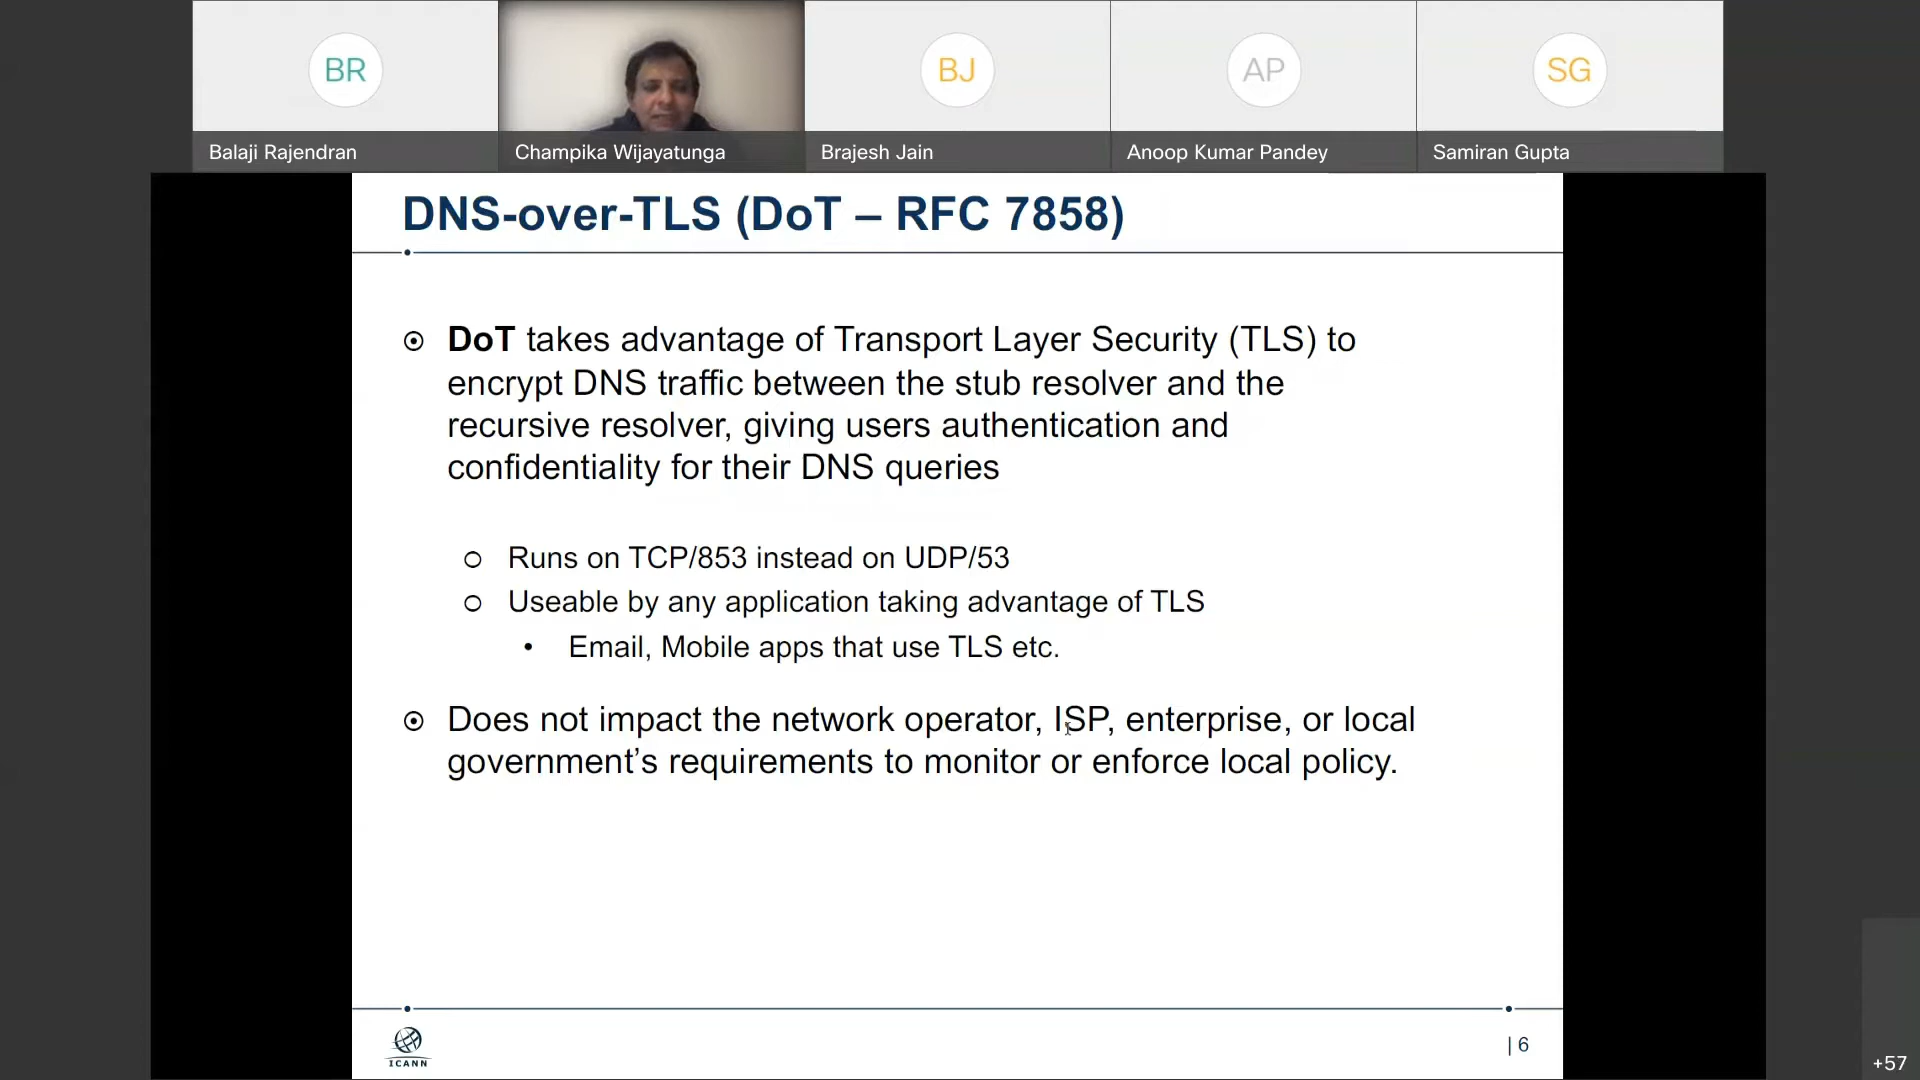 BR
BJ
AP
SG
Balaji Rajendran
Champika Wijayatunga
Brajesh Jain
Anoop Kumar Pandey
Samiran Gupta
DNS-over-TLS (DoT – RFC 7858)
DoT takes advantage of Transport Layer Security (TLS) to
encrypt DNS traffic between the stub resolver and the
recursive resolver, giving users authentication and
confidentiality for their DNS queries
Runs on TCP/853 instead on UDP/53
Useable by any application taking advantage of TLS
Email, Mobile apps that use TLS etc.
Does not impact the network operator, ISP, enterprise, or local
government’s requirements to monitor or enforce local policy.
ICANN
| 6
+57